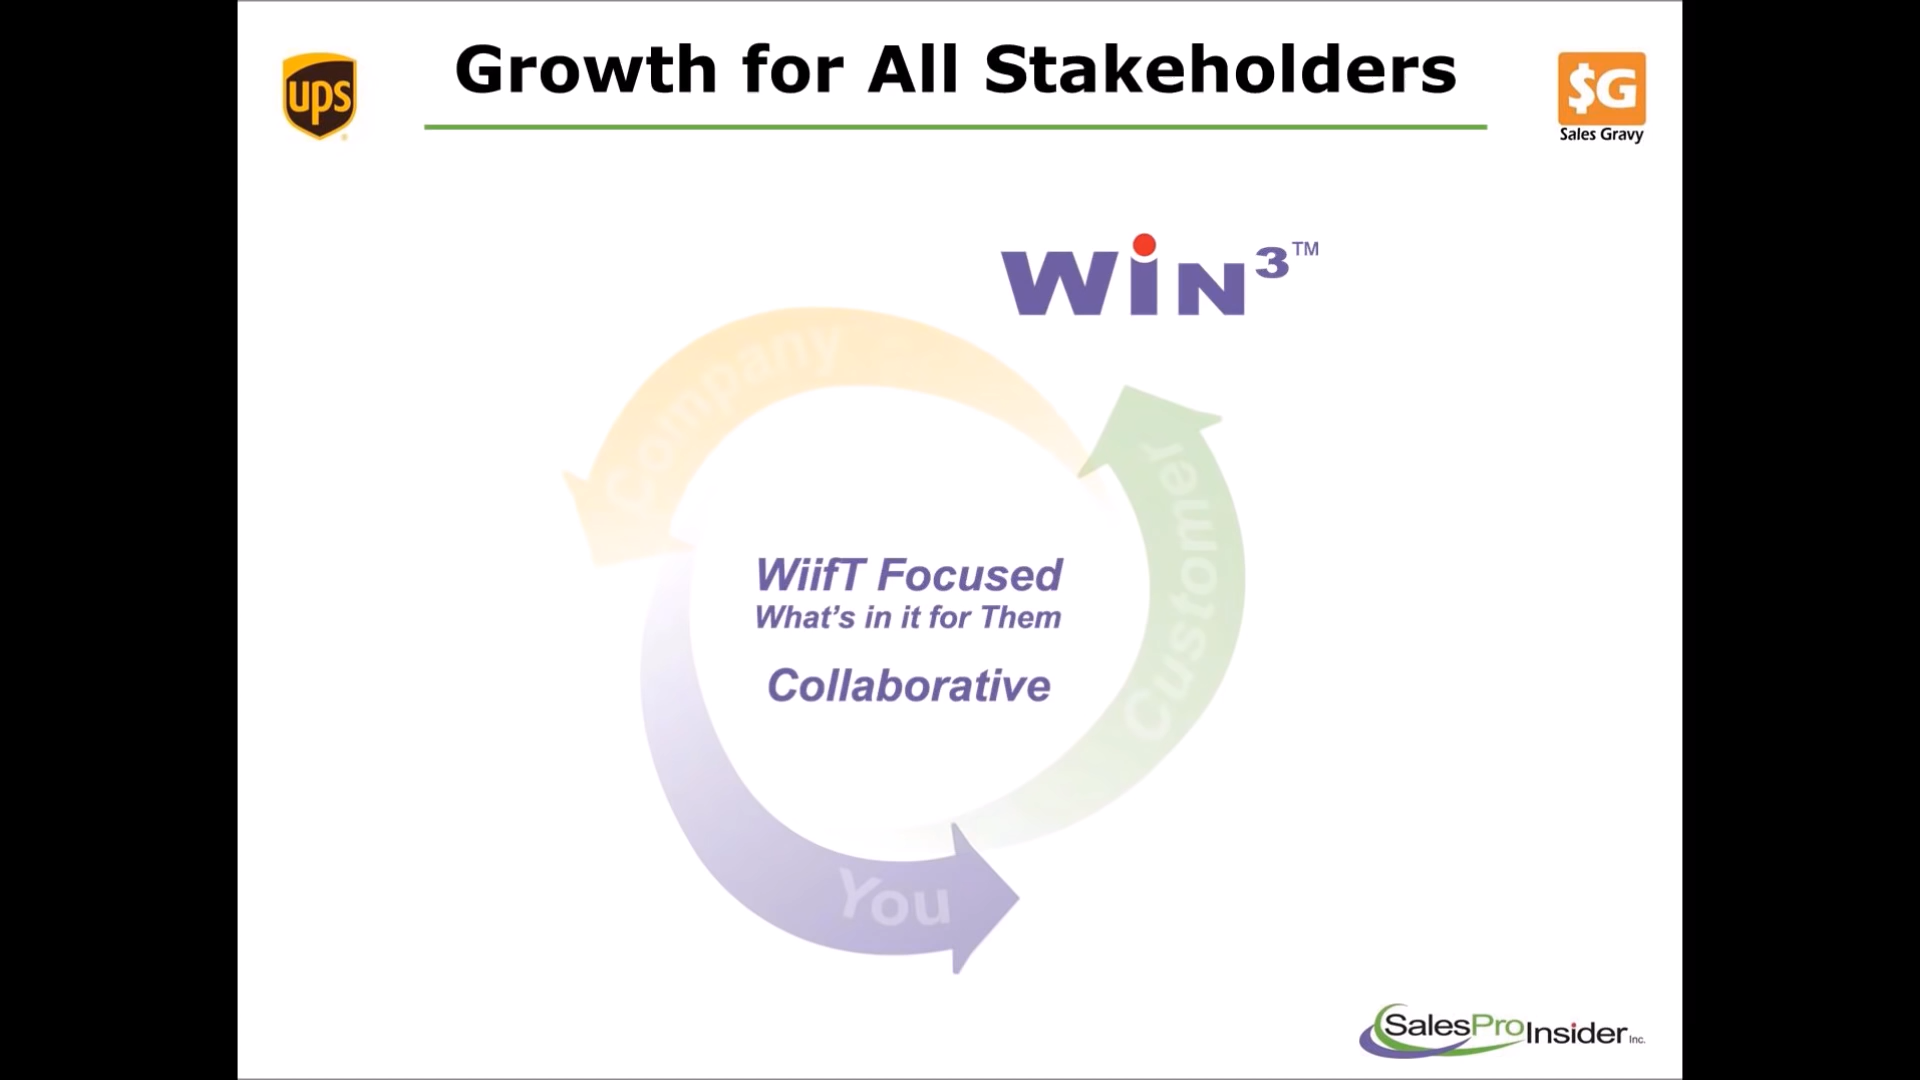 Growth for All Stakeholders
ups
$G
Sales Gravy
WiN³™
Company
Customer
WiifT Focused
What's in it for Them
Collaborative
You
SalesProInsider Inc.